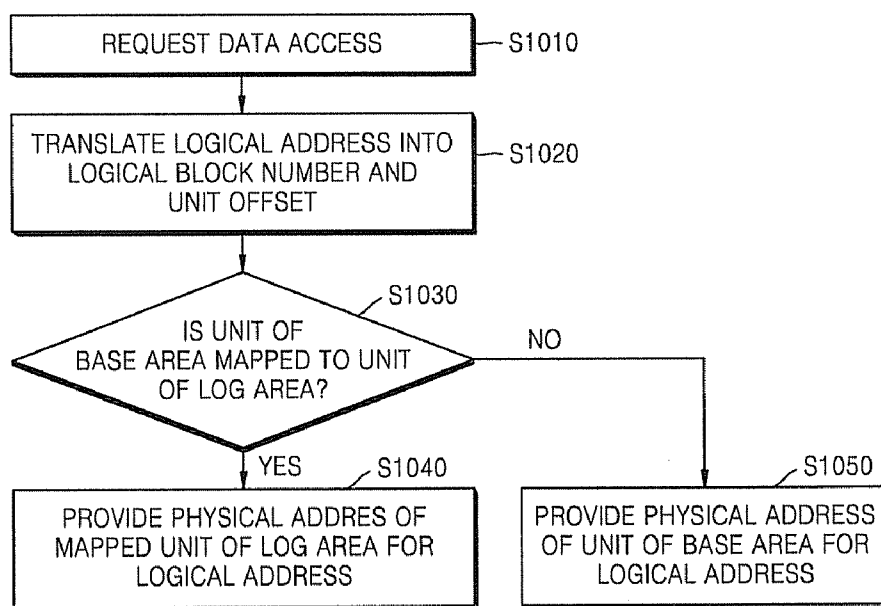 REQUEST DATA ACCESS
S1010
TRANSLATE LOGICAL ADDRESS INTO
LOGICAL BLOCK NUMBER AND
UNIT OFFSET
S1020
S1030
IS UNIT OF
BASE AREA MAPPED TO UNIT
OF LOG AREA?
NO
YES
S1040
PROVIDE PHYSICAL ADDRES OF
MAPPED UNIT OF LOG AREA FOR
LOGICAL ADDRESS
S1050
PROVIDE PHYSICAL ADDRESS
OF UNIT OF BASE AREA FOR
LOGICAL ADDRESS